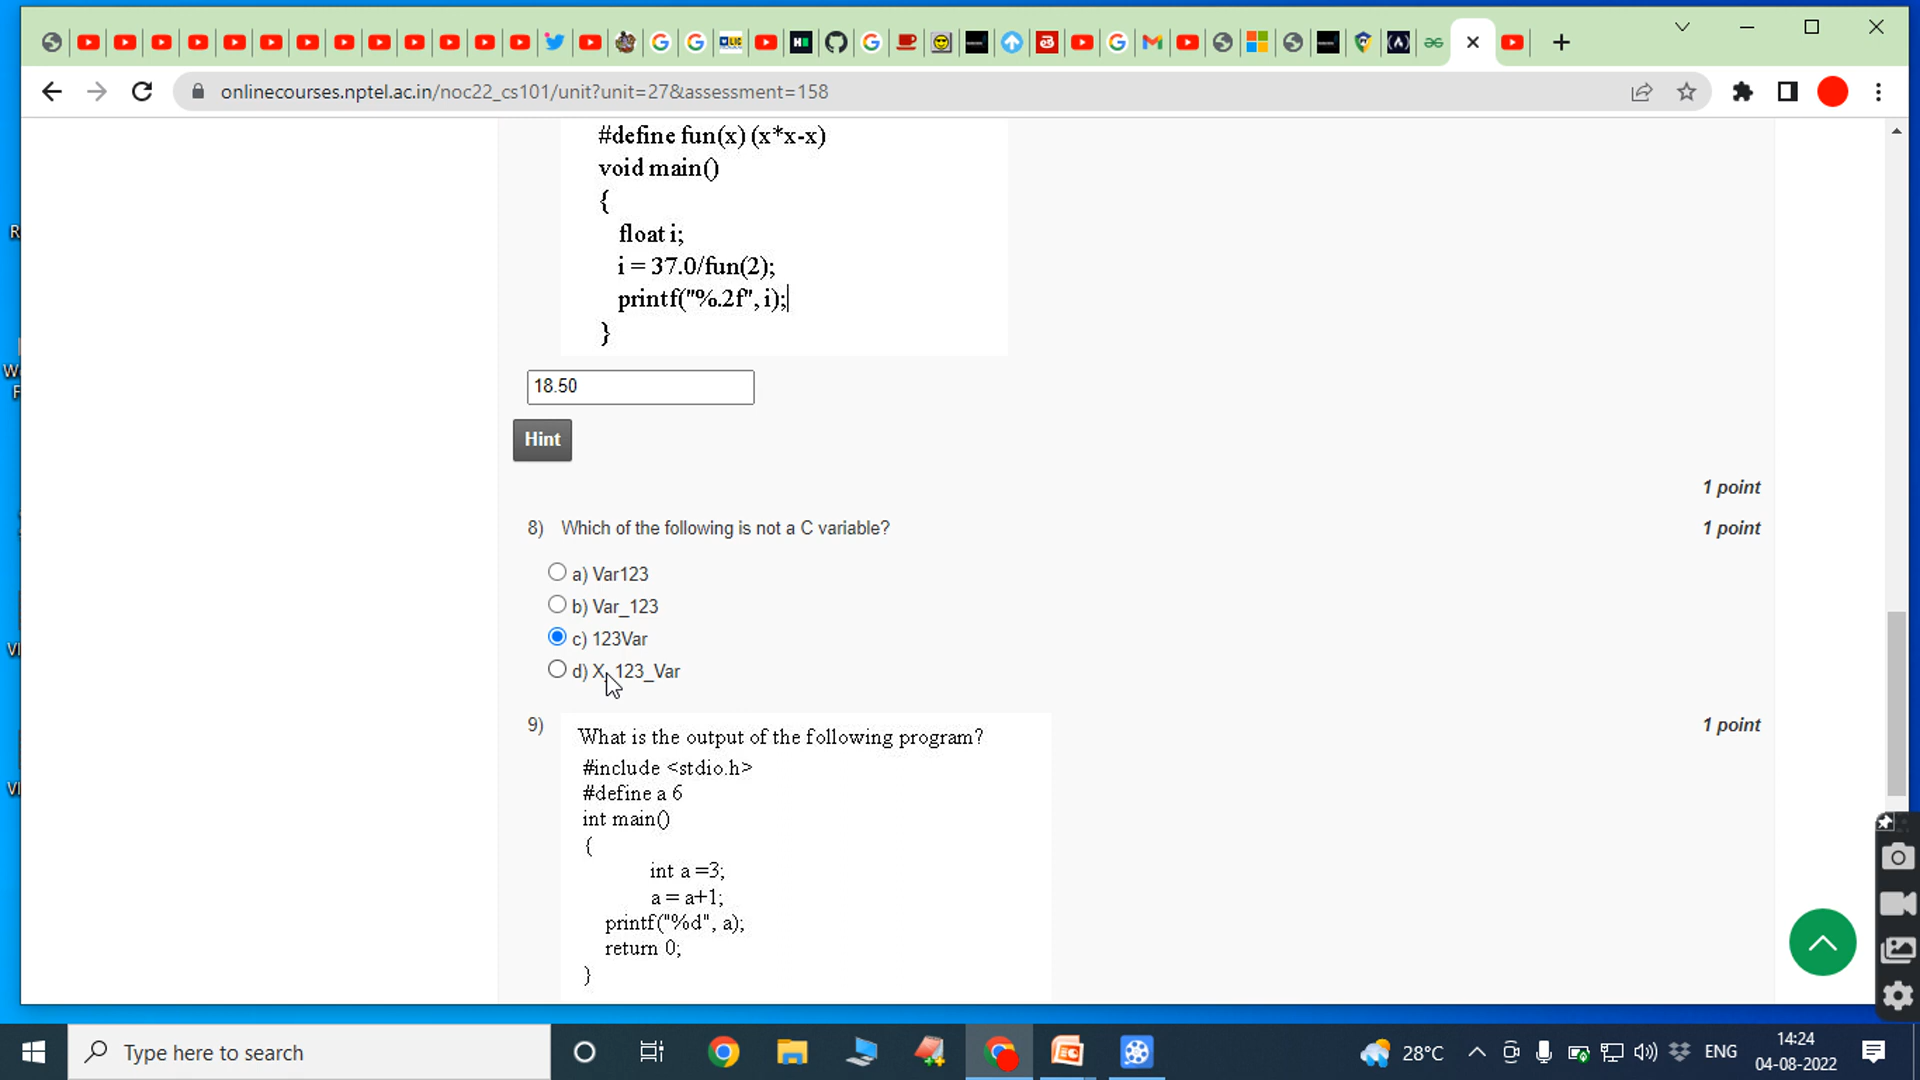 onlinecourses.nptel.ac.in/noc22_cs101/unit?unit=27&assessment=158
#define fun(x) (x*x-x)
void main()
{
float i;
i = 37.0/fun(2);
printf("%.2f", i);
}
18.50
Hint
1 point
8) Which of the following is not a C variable? 1 point
a) Var123
b) Var_123
c) 123Var
d) X_123_Var
9) What is the output of the following program? 1 point
#include <stdio.h>
#define a 6
int main()
{
int a =3;
a = a+1;
printf("%d", a);
return 0;
}
Type here to search
28°C
ENG
14:24
04-08-2022